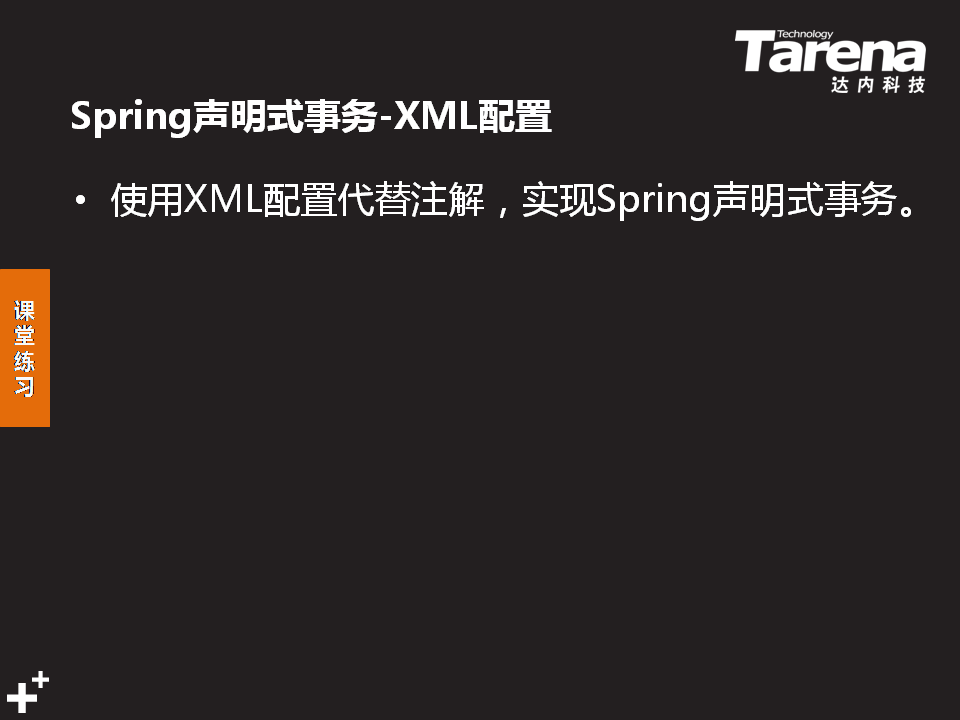 Technology
Tarena
达内科技
Spring声明式事务-XML配置
• 使用XML配置代替注解，实现Spring声明式事务。
课
堂
练
习